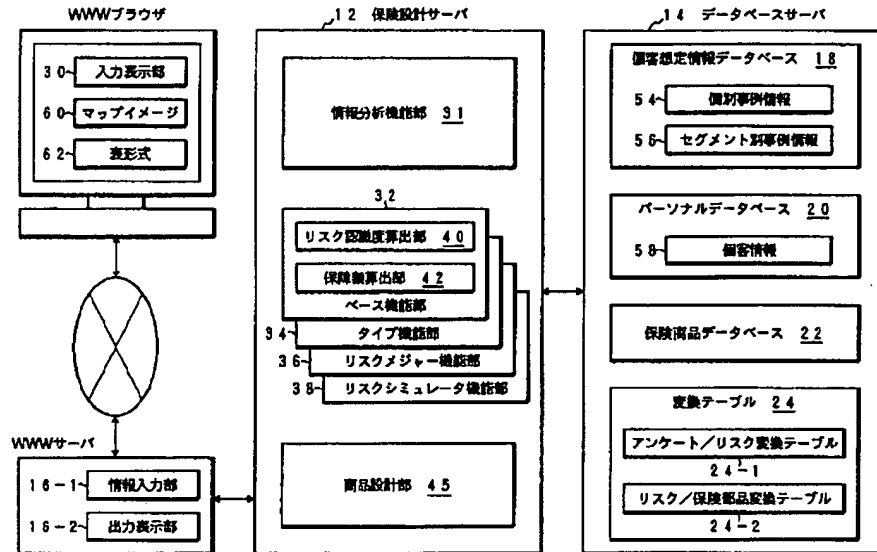 WWWブラウザ
30 入力表示部
60 マップイメージ
62 表形式
WWWサーバ
16-1 情報入力部
16-2 出力表示部
12 保険設計サーバ
情報分析機能部 31
32
リスク認識度算出部 40
保障額算出部 42
ベース機能部
34 タイプ機能部
36 リスクメジャー機能部
38 リスクシミュレータ機能部
商品設計部 45
14 データベースサーバ
顧客想定情報データベース 18
54 個別事例情報
56 セグメント別事例情報
パーソナルデータベース 20
58 個客情報
保険商品データベース 22
変換テーブル 24
アンケート/リスク変換テーブル
24-1
リスク/保険部品変換テーブル
24-2